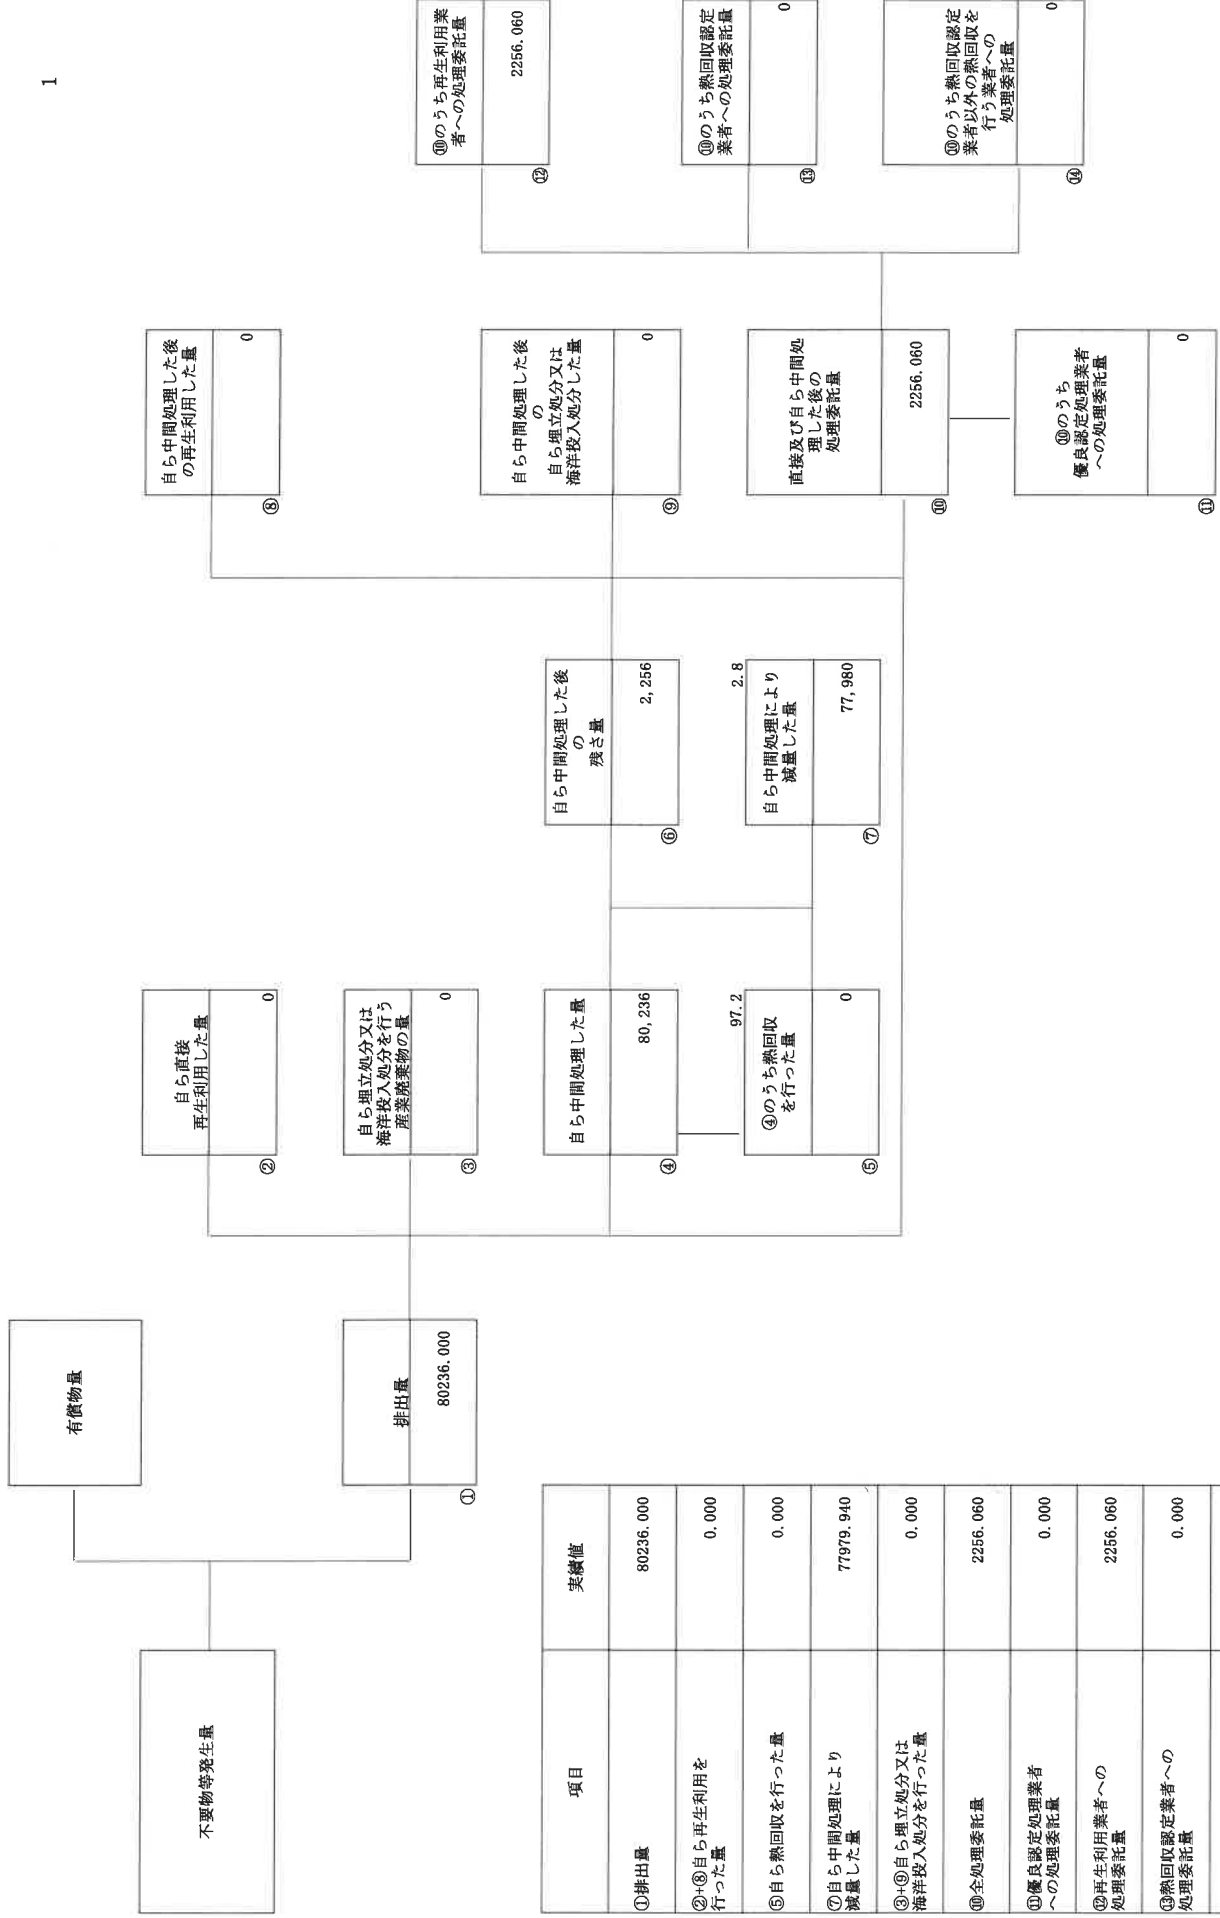 1
不要物等発生量
有償物量
排出量
80236.000
①
自ら直接
再生利用した量
0
②
自ら埋立処分又は
海洋投入処分を行う
産業廃棄物の量
0
③
自ら中間処理した量
80,236
④
97.2
④のうち熱回収
を行った量
0
⑤
自ら中間処理した後
の
残さ量
2,256
⑥
2.8
自ら中間処理により
減量した量
77,980
⑦
自ら中間処理した後
の再生利用した量
0
⑧
自ら中間処理した後
の
自ら埋立処分又は
海洋投入処分した量
0
⑨
直接及び自ら中間処
理した後の
処理委託量
2256.060
⑩
⑩のうち
優良認定処理業者
への処理委託量
0
⑪
⑩のうち再生利用業
者への処理委託量
2256.060
⑫
⑩のうち熱回収認定
業者への処理委託量
0
⑬
⑩のうち熱回収認定
業者以外の熱回収を
行う業者への
処理委託量
0
⑭
項目
実績値
①排出量
80236.000
②+⑧自ら再生利用を
行った量
0.000
⑤自ら熱回収を行った量
0.000
⑦自ら中間処理により
減量した量
77979.940
③+⑨自ら埋立処分又は
海洋投入処分を行った量
0.000
⑩全処理委託量
2256.060
⑪優良認定処理業者
への処理委託量
0.000
⑫再生利用業者への
処理委託量
2256.060
⑬熱回収認定業者への
処理委託量
0.000